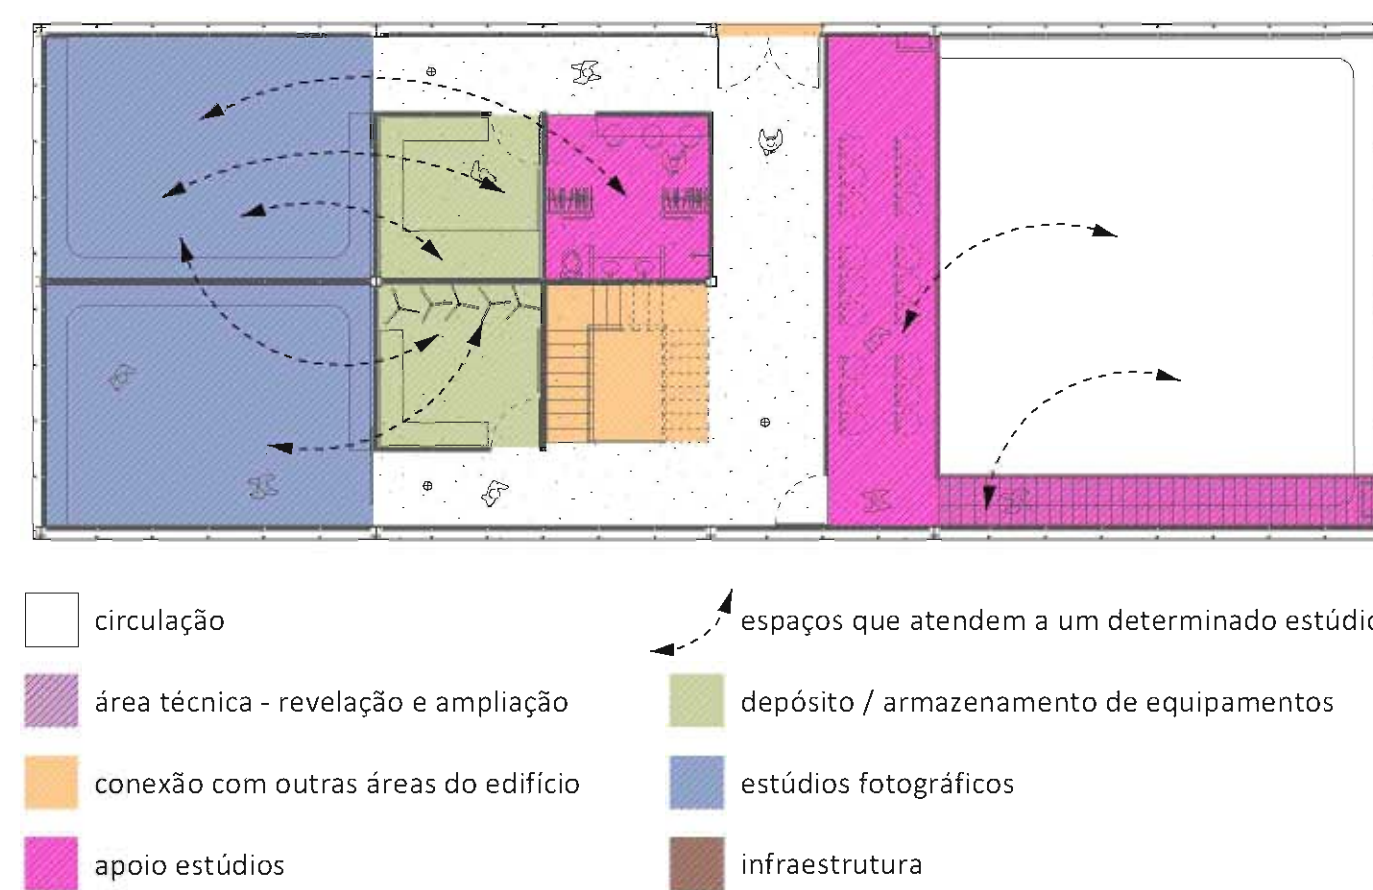 circulação
espaços que atendem a um determinado estúdio
área técnica - revelação e ampliação
depósito / armazenamento de equipamentos
conexão com outras áreas do edifício
estúdios fotográficos
apoio estúdios
infraestrutura